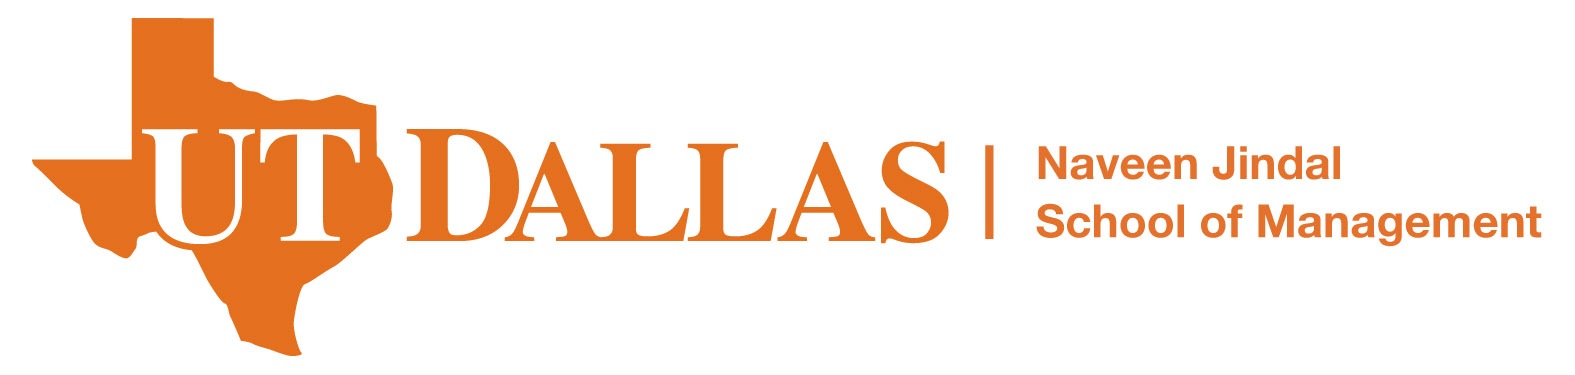 UT DALLAS
Naveen Jindal
School of Management